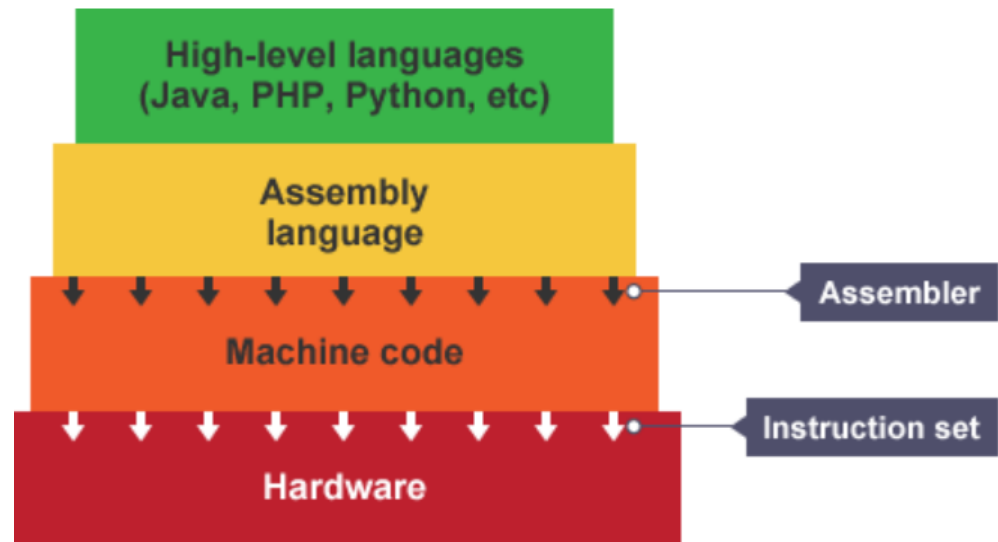 High-level languages
(Java, PHP, Python, etc)
Assembly
language
Assembler
Machine code
Instruction set
Hardware